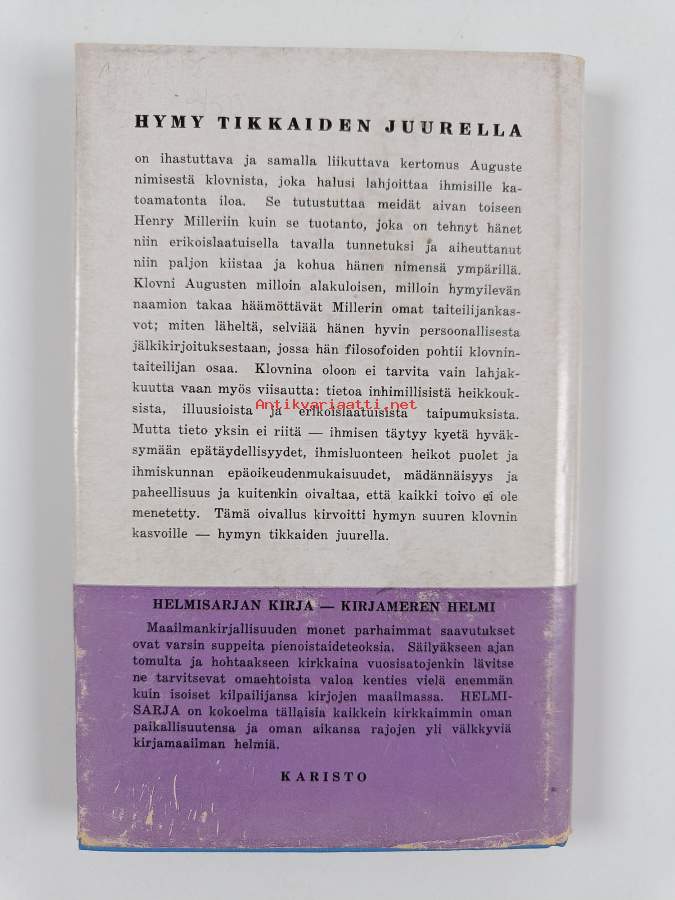 HYMY TIKKAIDEN JUURELLA
on ihastuttava ja samalla liikuttava kertomus Auguste
nimisestä klovnista, joka halusi lahjoittaa ihmisille ka-
toamatonta iloa. Se tutustuttaa meidät aivan toiseen
Henry Milleriin kuin se tuotanto, joka on tehnyt hänet
niin erikoislaatuisella tavalla tunnetuksi ja aiheuttanut
niin paljon kiistaa ja kohua hänen nimensä ympärillä.
Klovni Augusten milloin alakuloisen, milloin hymyilevän
naamion takaa häämöttävät Millerin omat taiteilijankas-
vot; miten läheltä, selviää hänen hyvin persoonallisesta
jälkikirjoituksestaan, jossa hän filosofoiden pohtii klovnin-
taiteilijan osaa. Klovnina oloon ei tarvita vain lahjak-
kuutta vaan myös viisautta: tietoa inhimillisistä heikkouk-
sista, illuusioista ja erikoislaatuisista taipumuksista.
Antikvariaatti.net
Mutta tieto yksin ei riitä — ihmisen täytyy kyetä hyväk-
symään epätäydellisyydet, ihmisluonteen heikot puolet ja
ihmiskunnan epäoikeudenmukaisuudet, mädännäisyys ja
paheellisuus ja kuitenkin oivaltaa, että kaikki toivo ei ole
menetetty. Tämä oivallus kirvoitti hymyn suuren klovnin
kasvoille — hymyn tikkaiden juurella.
HELMISARJAN KIRJA — KIRJAMEREN HELMI
Maailmankirjallisuuden monet parhaimmat saavutukset
ovat varsin suppeita pienoistaideteoksia. Säilyäkseen ajan
tomulta ja hohtaakseen kirkkaina vuosisatojenkin lävitse
ne tarvitsevat omaehtoista valoa kenties vielä enemmän
kuin isoiset kilpailijansa kirjojen maailmassa. HELMI-
SARJA on kokoelma tällaisia kaikkein kirkkaimmin oman
paikallisuutensa ja oman aikansa rajojen yli välkkyviä
kirjamaailman helmiä.
KARISTO